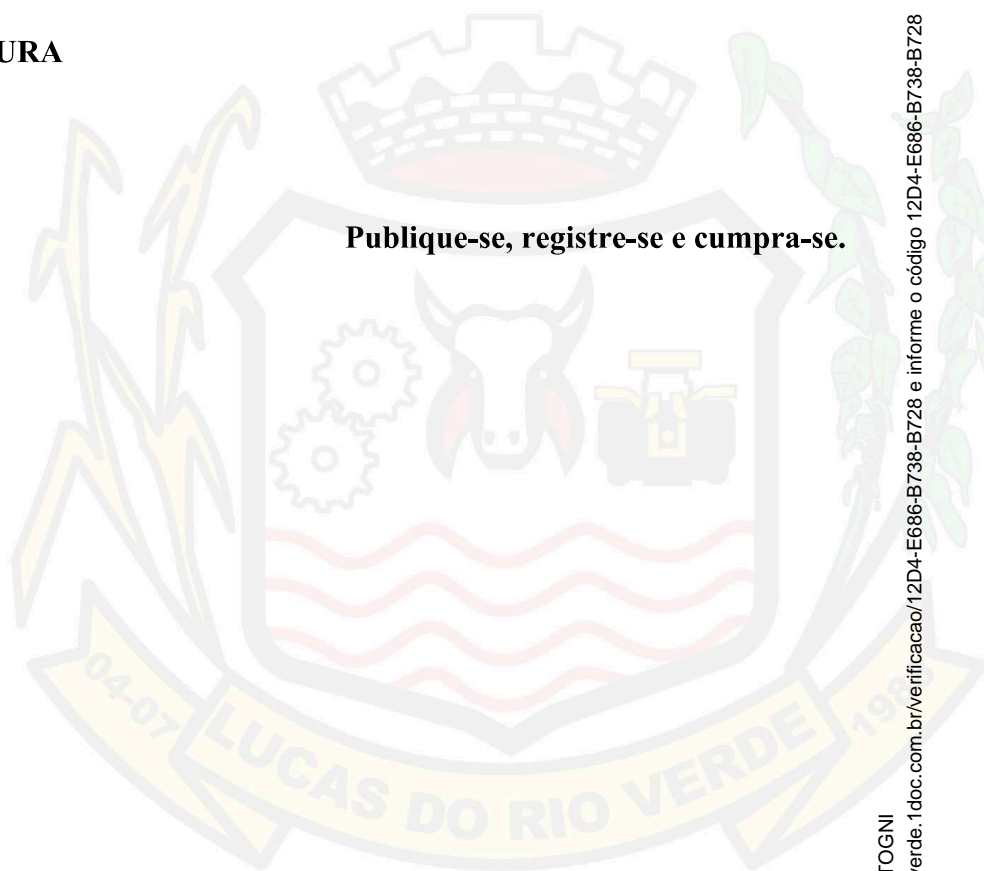 URA
Publique-se, registre-se e cumpra-se.
04-07
LUCAS DO RIO VERDE
198
TOGNI
verde.1doc.com.br/verificacao/12D4-E686-B738-B728 e informe o código 12D4-E686-B738-B728